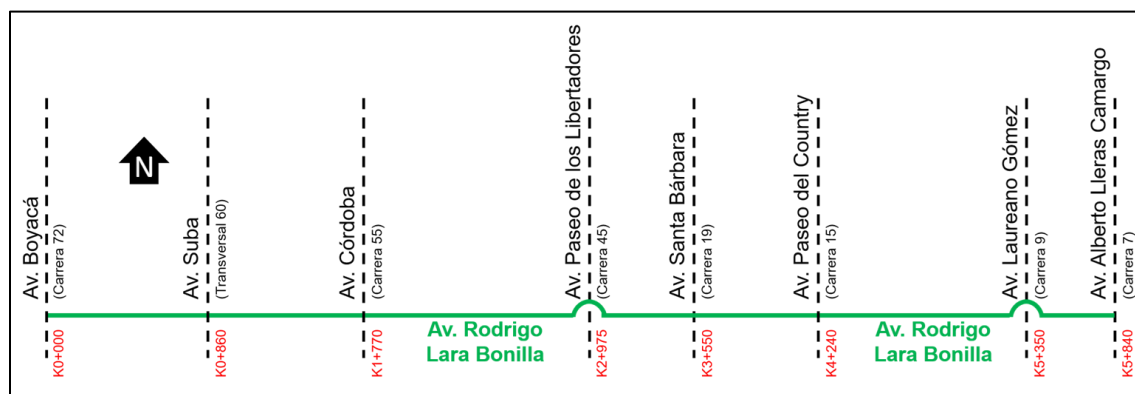 Av. Boyacá
(Carrera 72)
K0+000
N
Av. Suba
(Transversal 60)
K0+860
Av. Córdoba
(Carrera 55)
K1+770
Av. Rodrigo
Lara Bonilla
Av. Paseo de los Libertadores
(Carrera 45)
K2+975
Av. Santa Bárbara
(Carrera 19)
K3+550
Av. Paseo del Country
(Carrera 15)
K4+240
Av. Rodrigo
Lara Bonilla
Av. Laureano Gómez
(Carrera 9)
K5+350
Av. Alberto Lleras Camargo
(Carrera 7)
K5+840